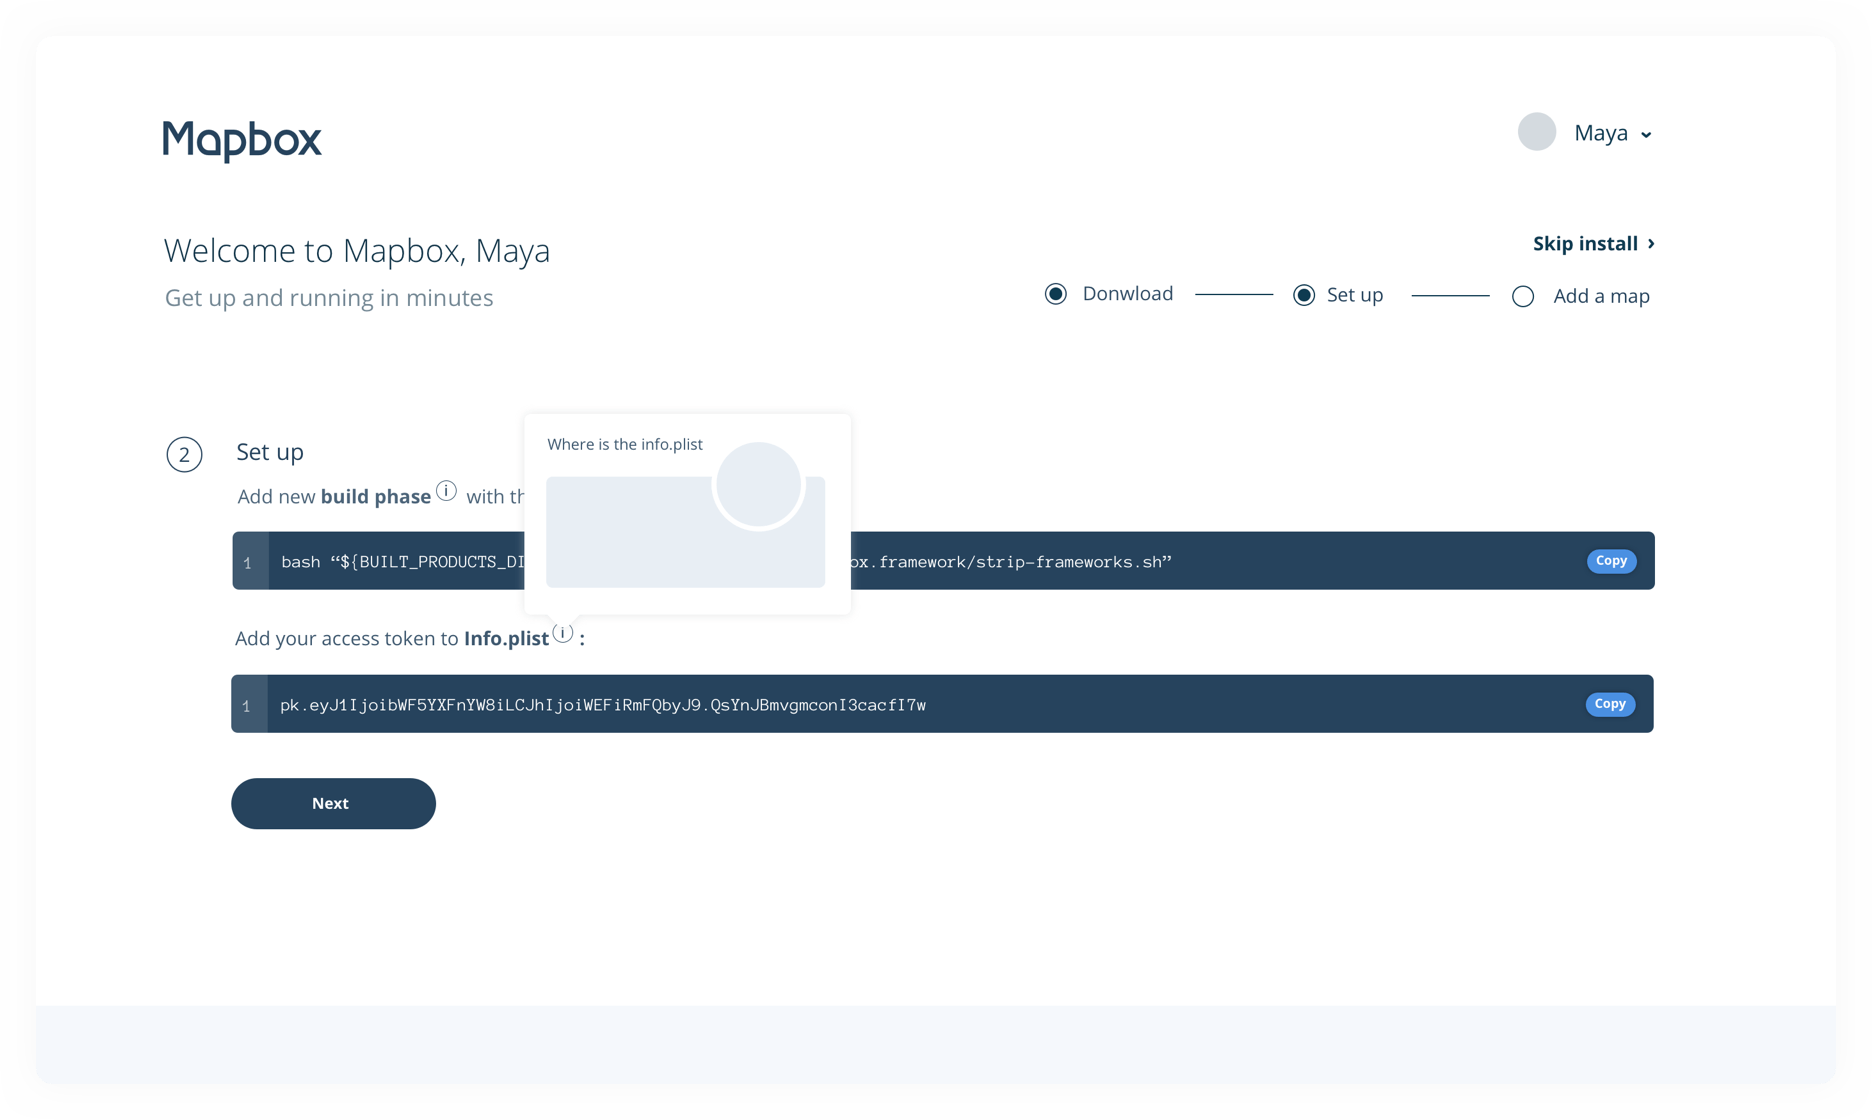 Mapbox
Maya
Welcome to Mapbox, Maya
Skip install
Get up and running in minutes
Donwload
Set up
Add a map
2
Set up
Where is the info.plist
Add new build phase i with
1
bash “${BUILT_PRODUCTS_DI
ox.framework/strip-frameworks.sh”
Copy
Add your access token to Info.plist i :
1
pk.eyJ1IjoibWF5YXFnYW8iLCJhIjoiWEFiRmFQbyJ9.QsYnJBmvgmconI3cacfI7w
Copy
Next